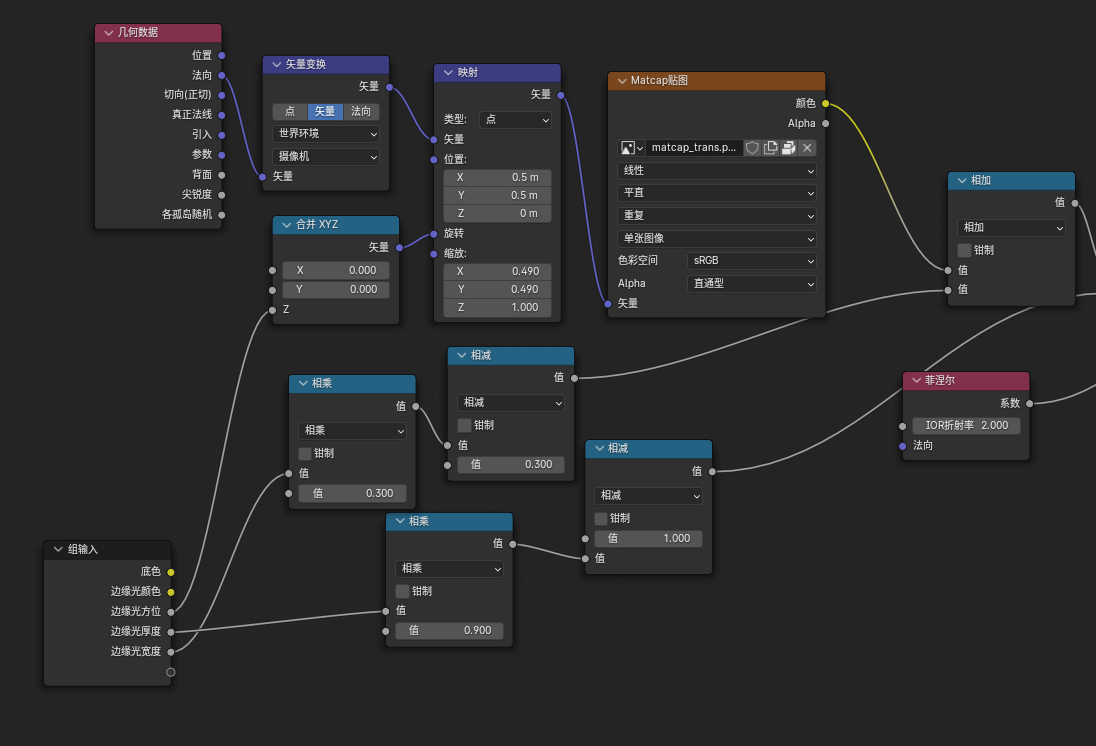 几何数据
位置
法向
切向(正切)
真正法线
引入
参数
背面
尖锐度
各孤岛随机
矢量变换
矢量
点
矢量
法向
世界环境
摄像机
矢量
合并 XYZ
矢量
X 0.000
Y 0.000
Z
映射
矢量
类型: 点
矢量
位置:
X 0.5 m
Y 0.5 m
Z 0 m
旋转
缩放:
X 0.490
Y 0.490
Z 1.000
Matcap贴图
颜色
Alpha
matcap_trans.p...
线性
平直
重复
单张图像
色彩空间 sRGB
Alpha 直通型
矢量
相加
值
相加
钳制
值
值
相乘
值
相乘
钳制
值
值 0.300
相减
值
相减
钳制
值
值 0.300
相减
值
相减
钳制
值 1.000
值
菲涅尔
系数
IOR折射率 2.000
法向
相乘
值
相乘
钳制
值
值 0.900
组输入
底色
边缘光颜色
边缘光方位
边缘光厚度
边缘光宽度